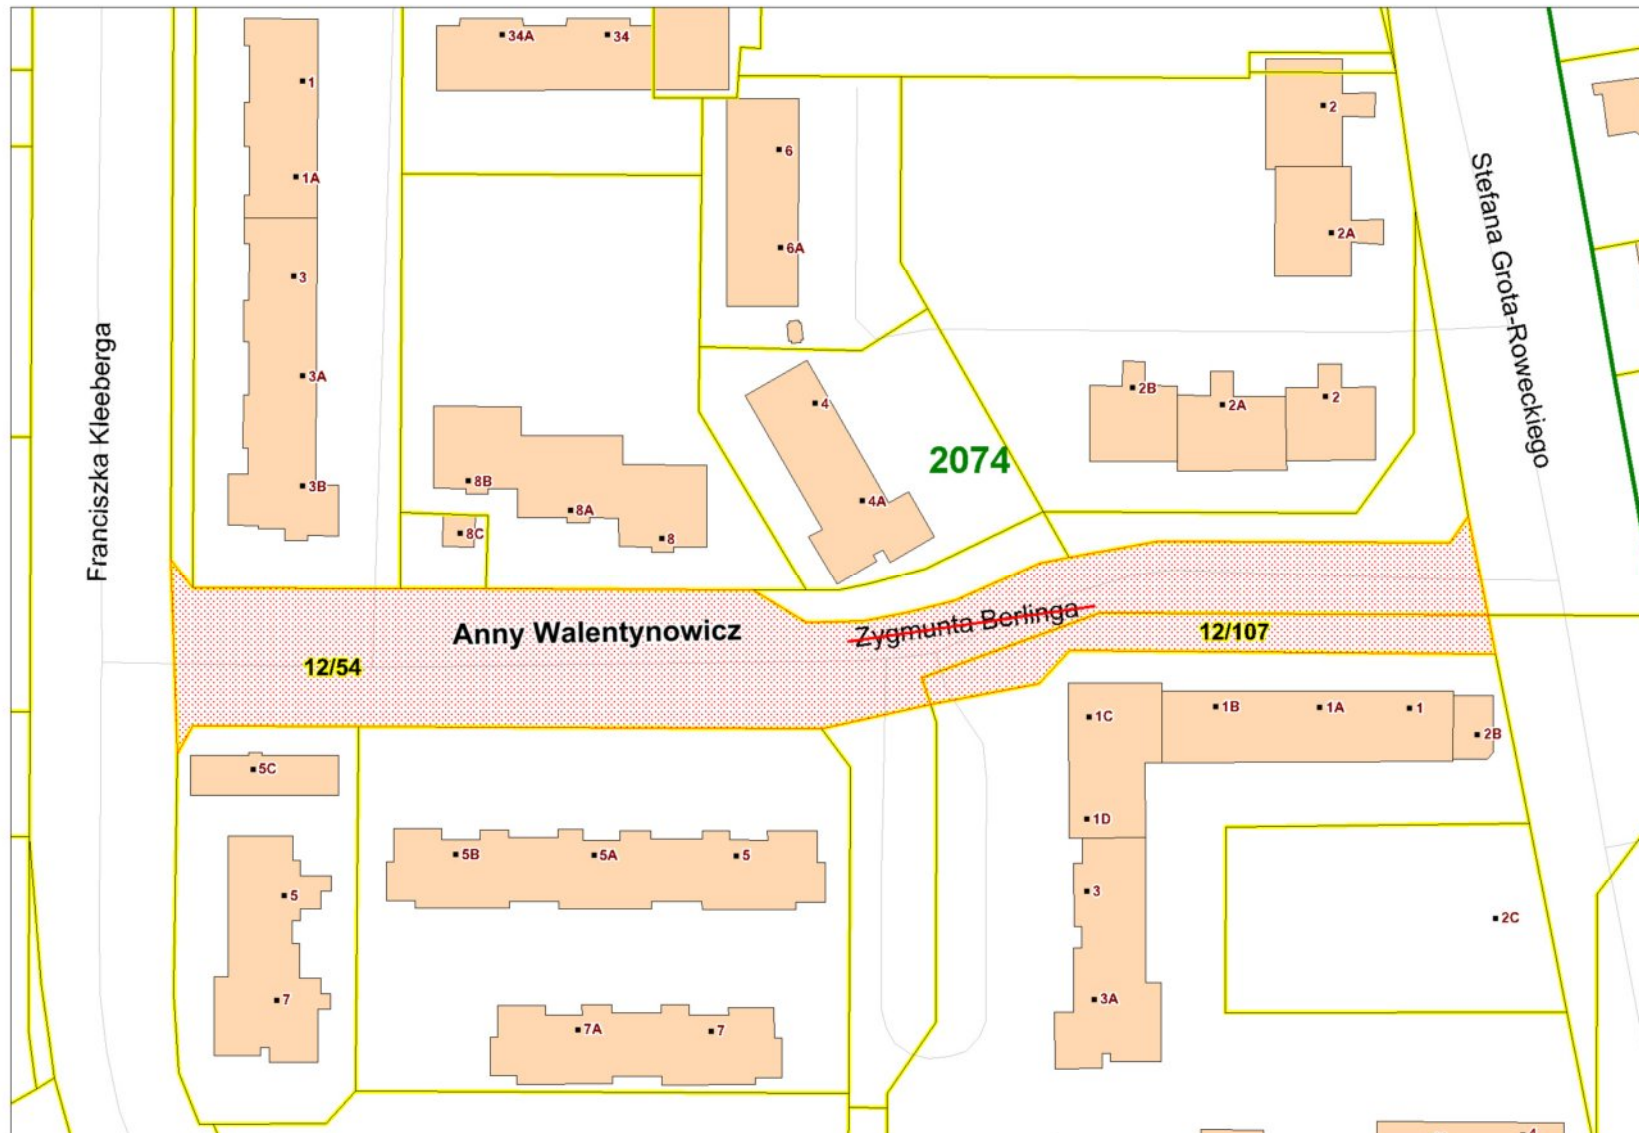 34A
34
1
2
6
1A
2A
6A
3
Stefana Grota-Roweckiego
Franciszka Kleeberga
3A
2B
2A
2
4
2074
8B
3B
4A
8A
8C
8
Zygmunta Berlinga
Anny Walentynowicz
12/107
12/54
1C
1B
1A
1
2B
5C
1D
5B
5A
5
5
3
2C
7
3A
7A
7